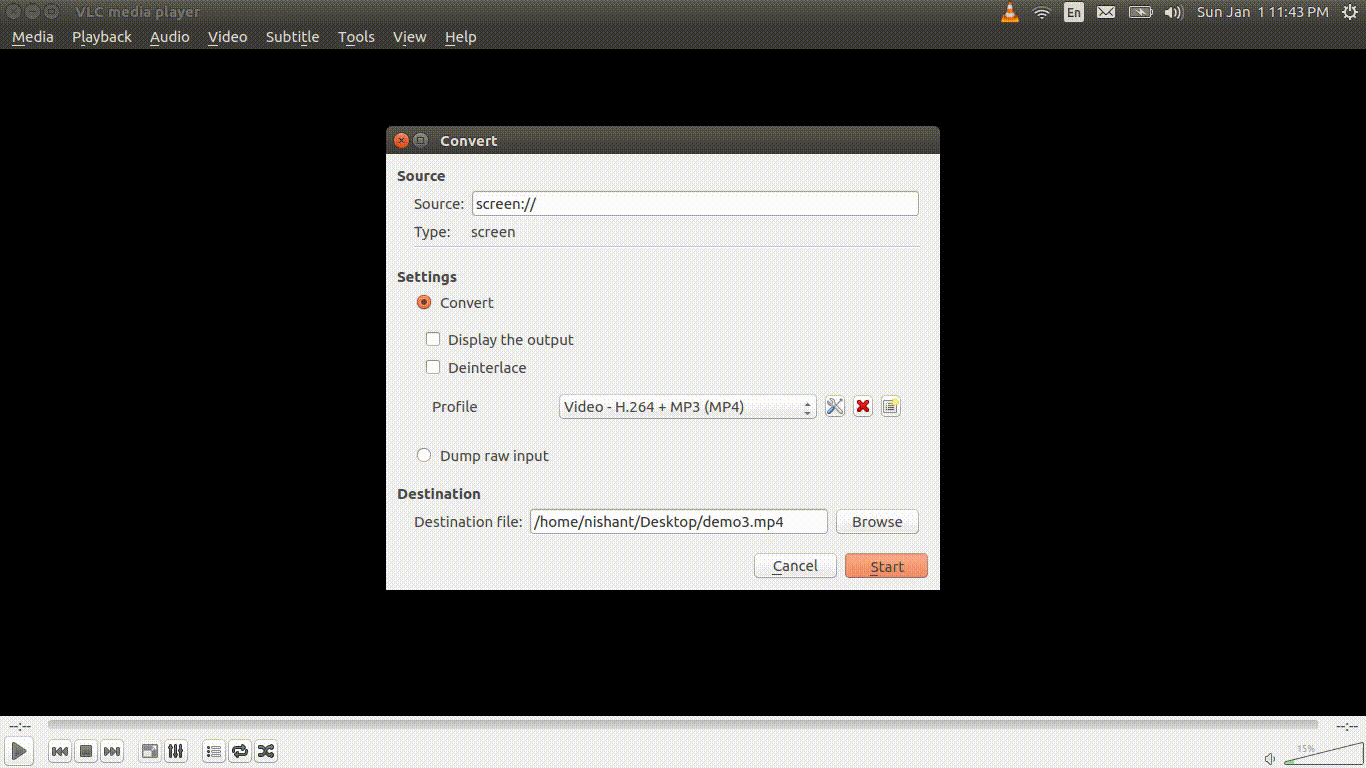 VLC media player
En
Sun Jan 1 11:43 PM
Media Playback Audio Video Subtitle Tools View Help
Convert
Source
Source: screen://
Type: screen
Settings
Convert
Display the output
Deinterlace
Profile Video - H.264 + MP3 (MP4)
Dump raw input
Destination
Destination file: /home/nishant/Desktop/demo3.mp4 Browse
Cancel Start
--:-- --:--
15%